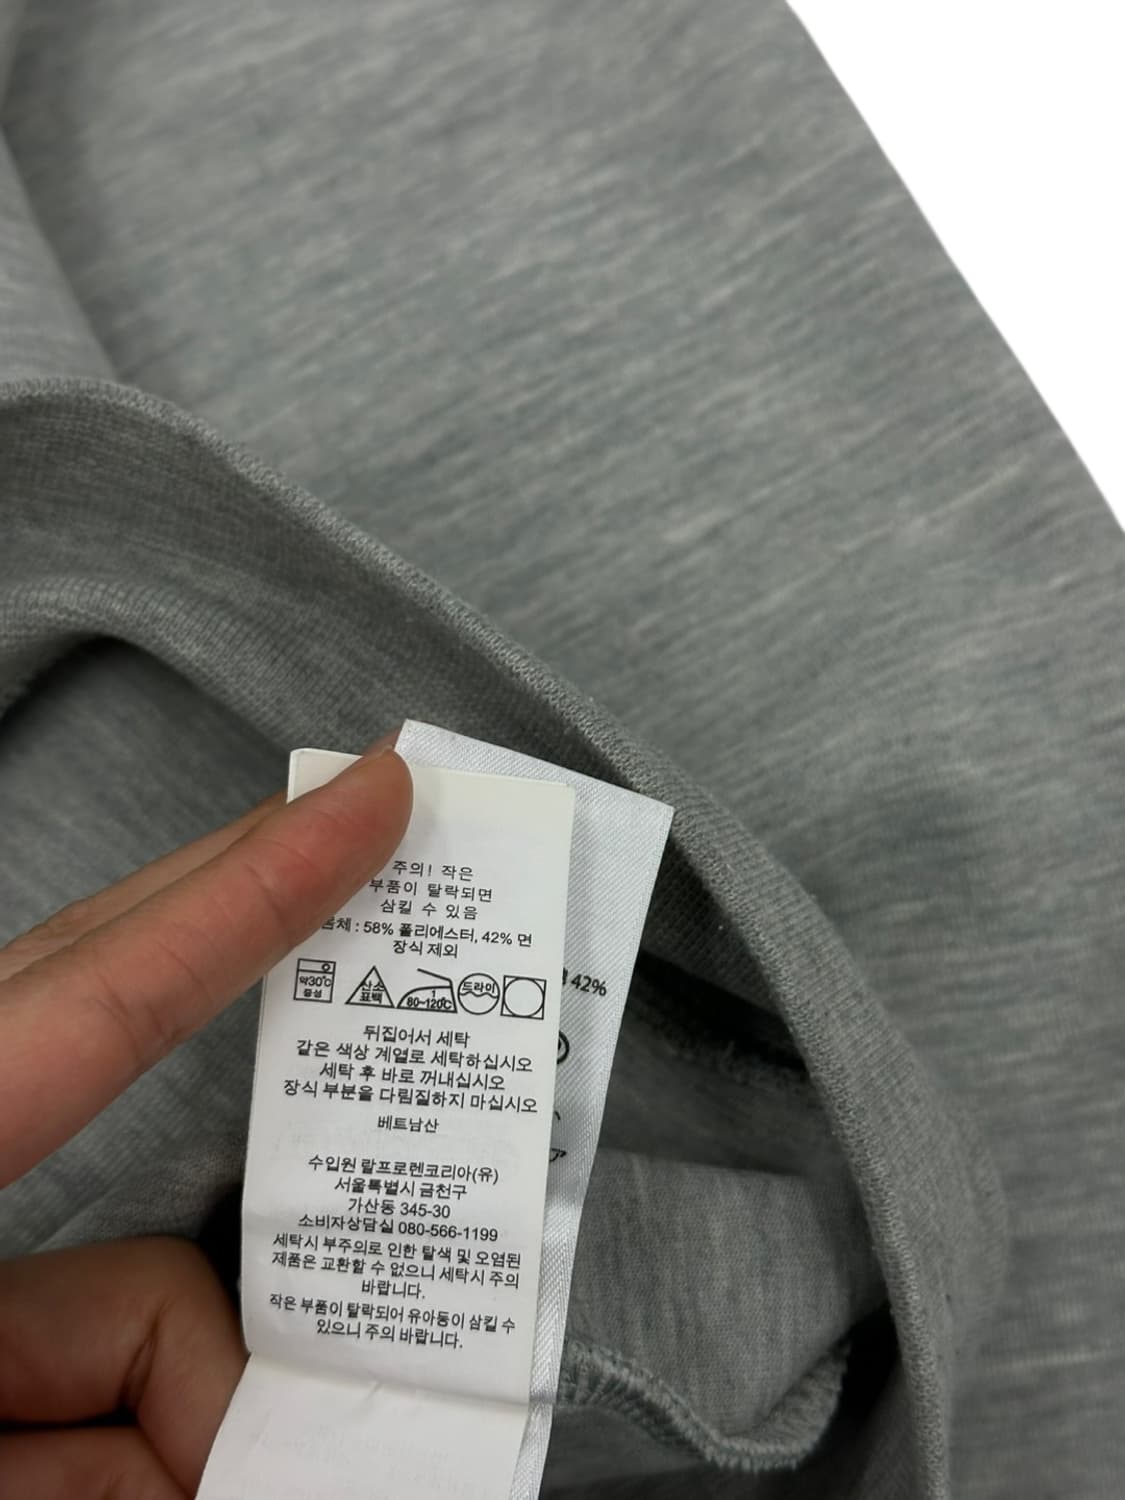 주의! 작은
부품이 탈락되면
삼킬 수 있음
몸체 : 58% 폴리에스터, 42% 면
장식 제외
약30℃
중성
산소
표백
1
80~120℃
드라이
뒤집어서 세탁
같은 색상 계열로 세탁하십시오
세탁 후 바로 꺼내십시오
장식 부분을 다림질하지 마십시오
베트남산
수입원 랄프로렌코리아(유)
서울특별시 금천구
가산동 345-30
소비자상담실 080-566-1199
세탁시 부주의로 인한 탈색 및 오염된
제품은 교환할 수 없으니 세탁시 주의
바랍니다.
작은 부품이 탈락되어 유아동이 삼킬 수
있으니 주의 바랍니다.
42%